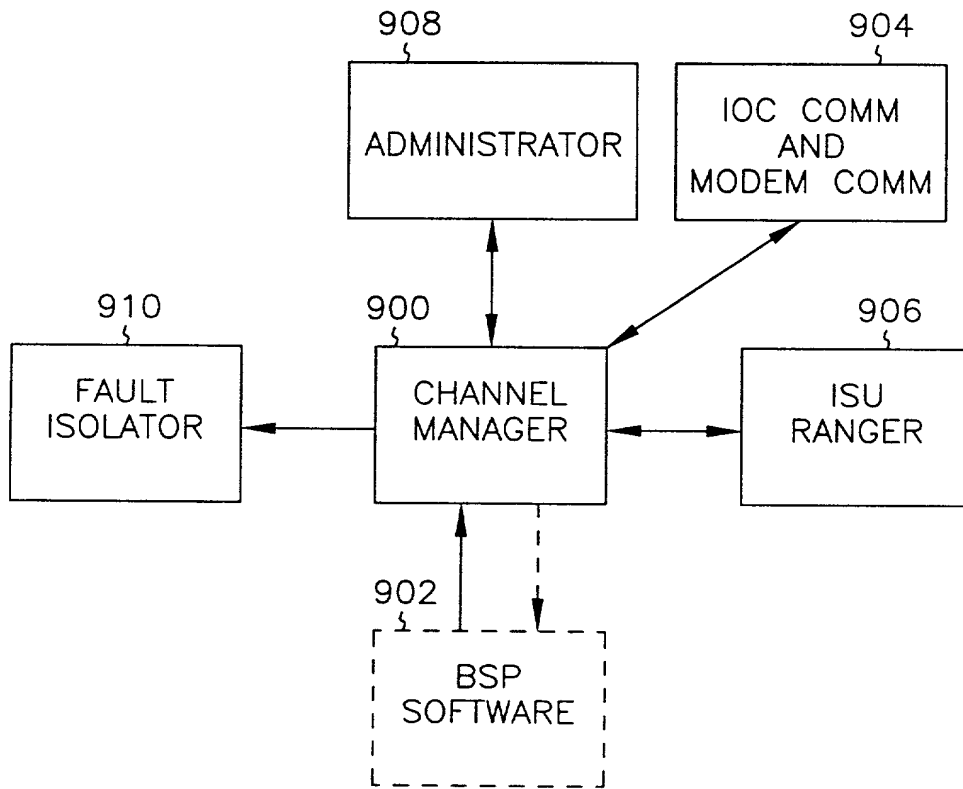 908
904
ADMINISTRATOR
IOC COMM
AND
MODEM COMM
910
900
906
FAULT
ISOLATOR
CHANNEL
MANAGER
ISU
RANGER
902
BSP
SOFTWARE